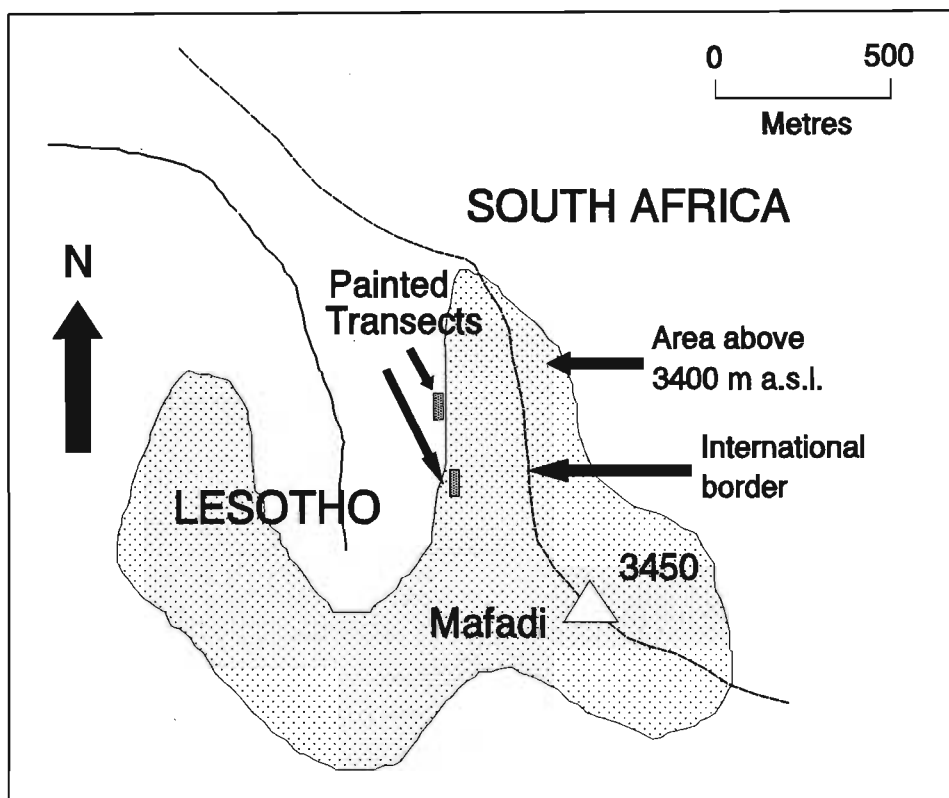 0 500
Metres
SOUTH AFRICA
N
Painted
Transects
Area above
3400 m a.s.l.
International
border
LESOTHO
3450
Mafadi